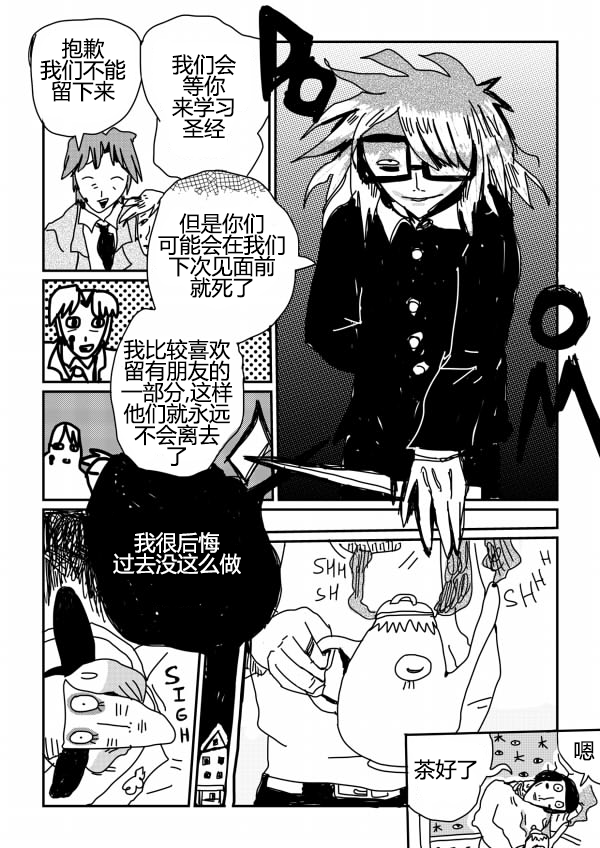 抱歉
我们不能
留下来
我们会
等你
来学习
圣经
DO
OM
但是你们
可能会在我们
下次见面前
就死了
我比较喜欢
留有朋友的
一部分,这样
他们就永远
不会离去
了
我很后悔
过去没这么做
SHH
SH
SHHH
SIGH
茶好了
嗯